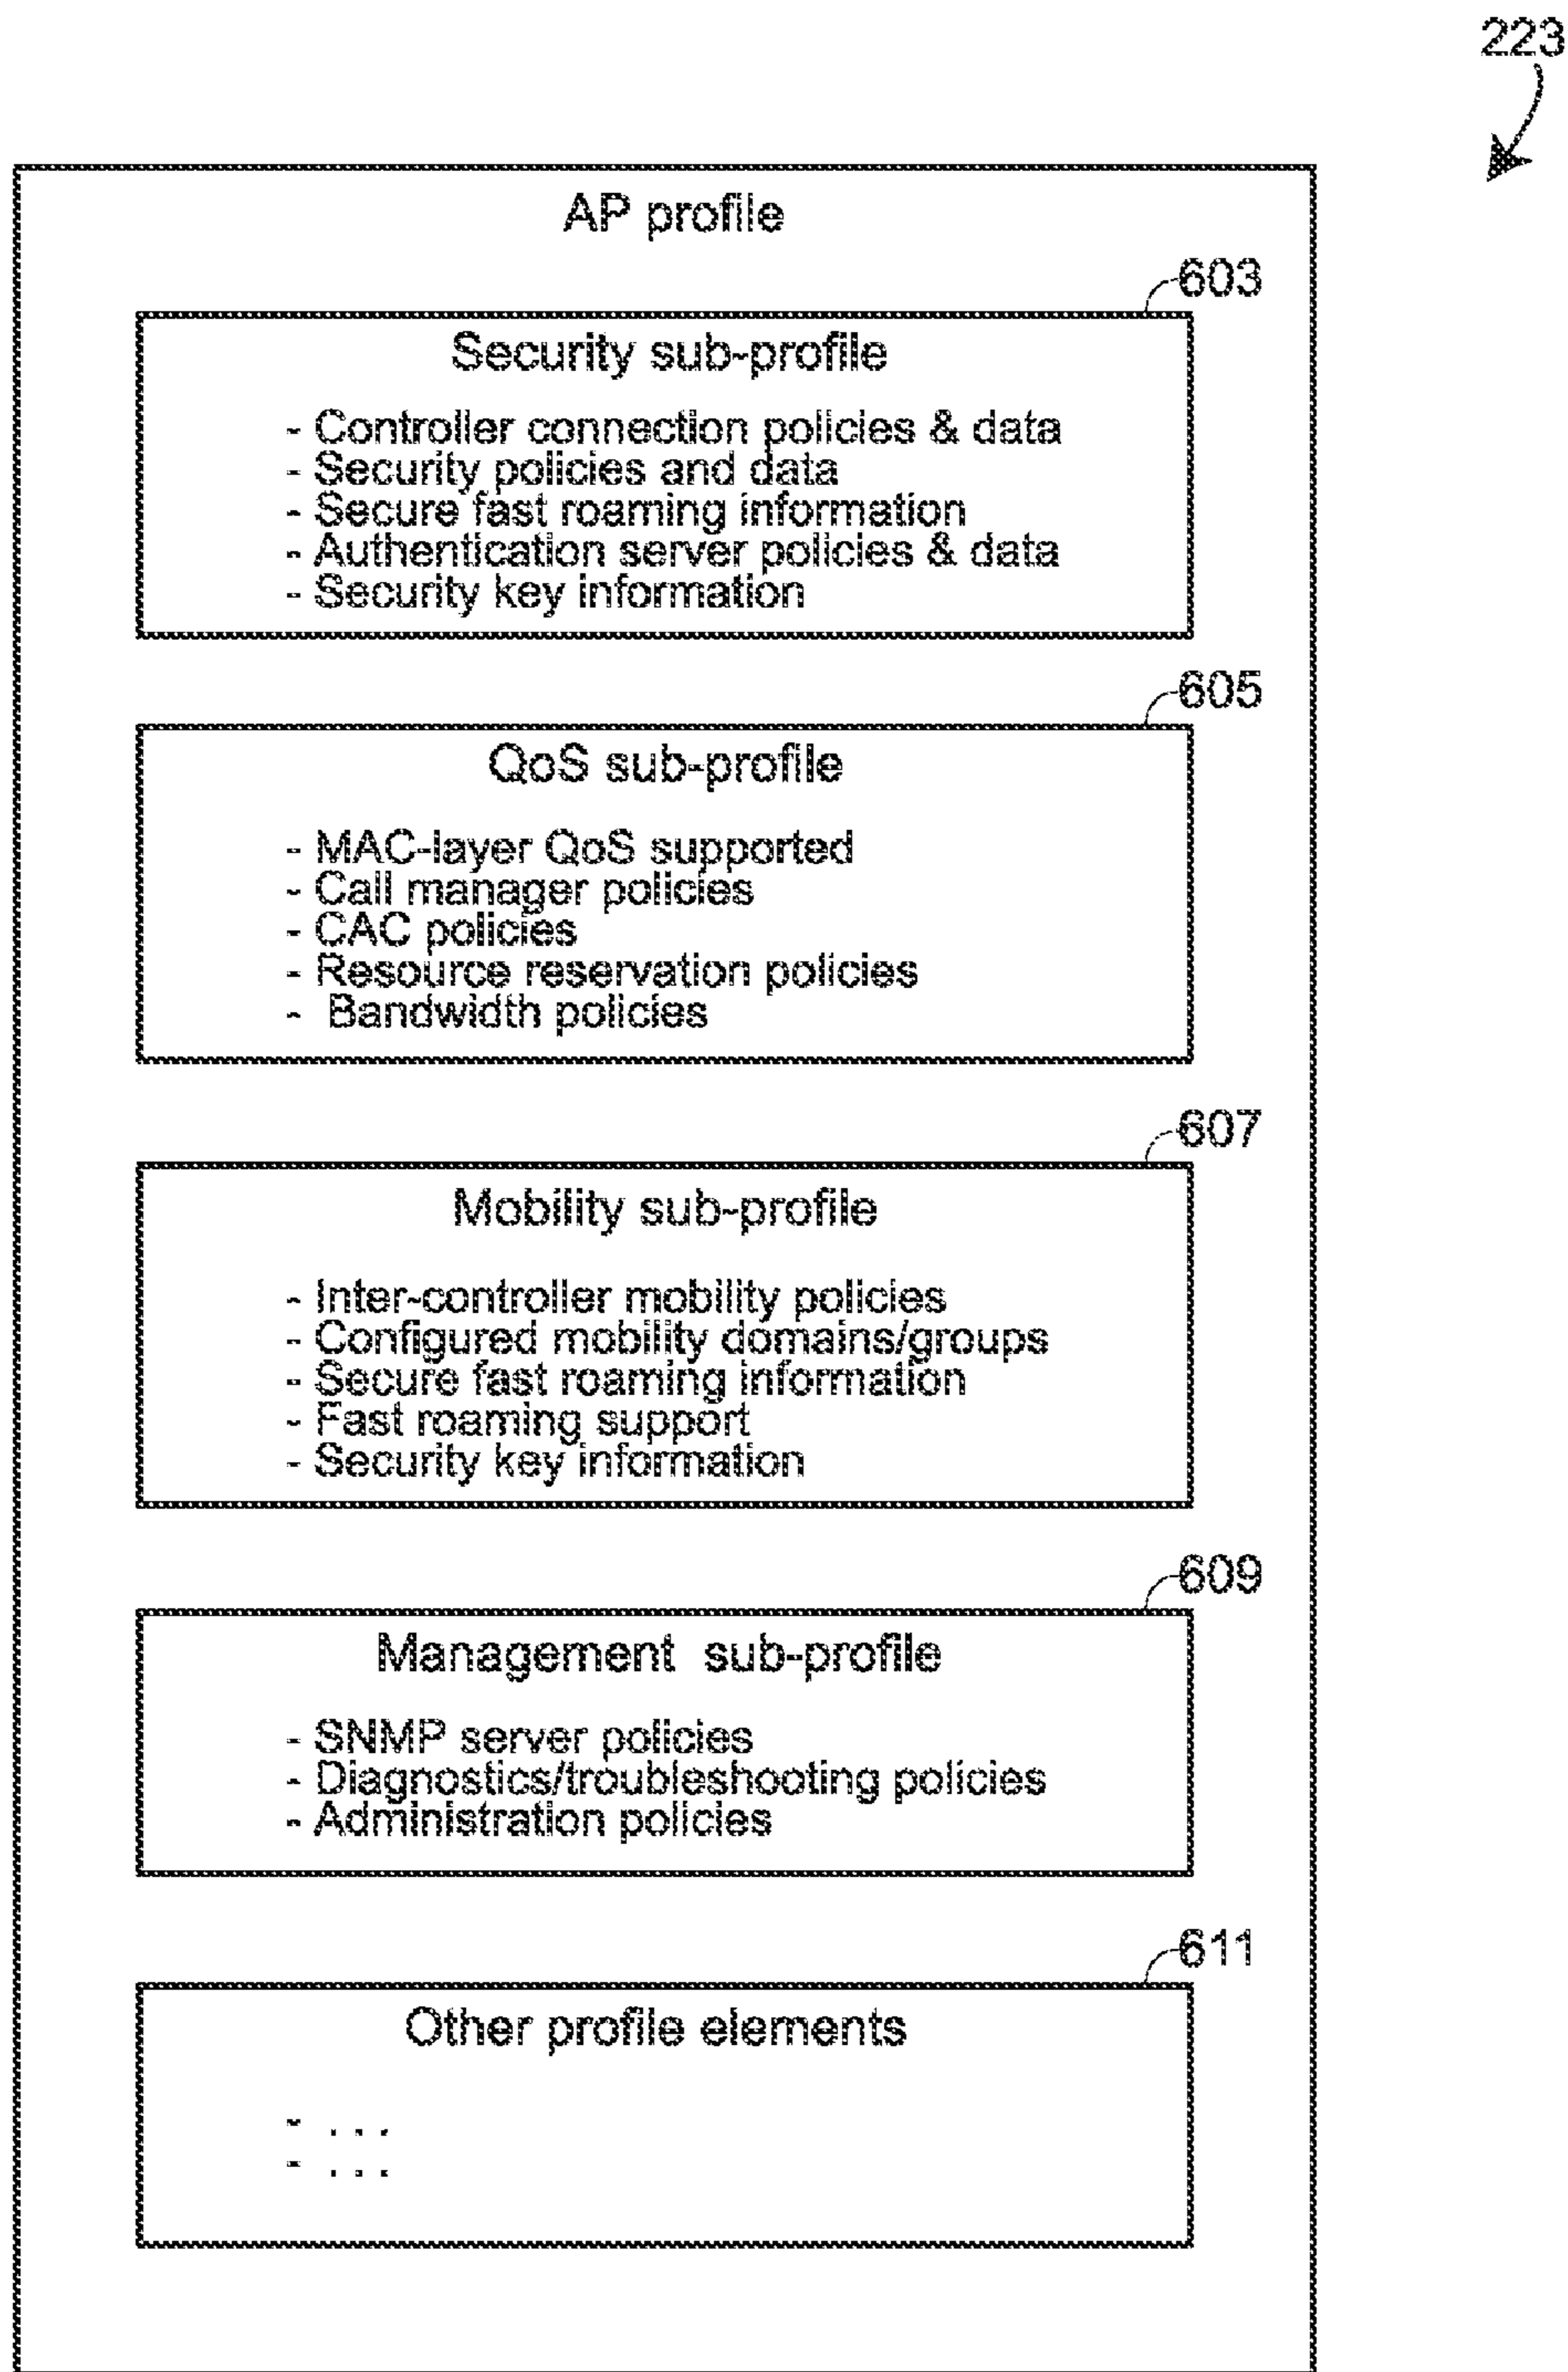 223
AP profile
603
Security sub-profile
- Controller connection policies & data
- Security policies and data
- Secure fast roaming information
- Authentication server policies & data
- Security key information
605
QoS sub-profile
- MAC-layer QoS supported
- Call manager policies
- CAC policies
- Resource reservation policies
- Bandwidth policies
607
Mobility sub-profile
- Inter-controller mobility policies
- Configured mobility domains/groups
- Secure fast roaming information
- Fast roaming support
- Security key information
609
Management sub-profile
- SNMP server policies
- Diagnostics/troubleshooting policies
- Administration policies
611
Other profile elements
- ...
- ...